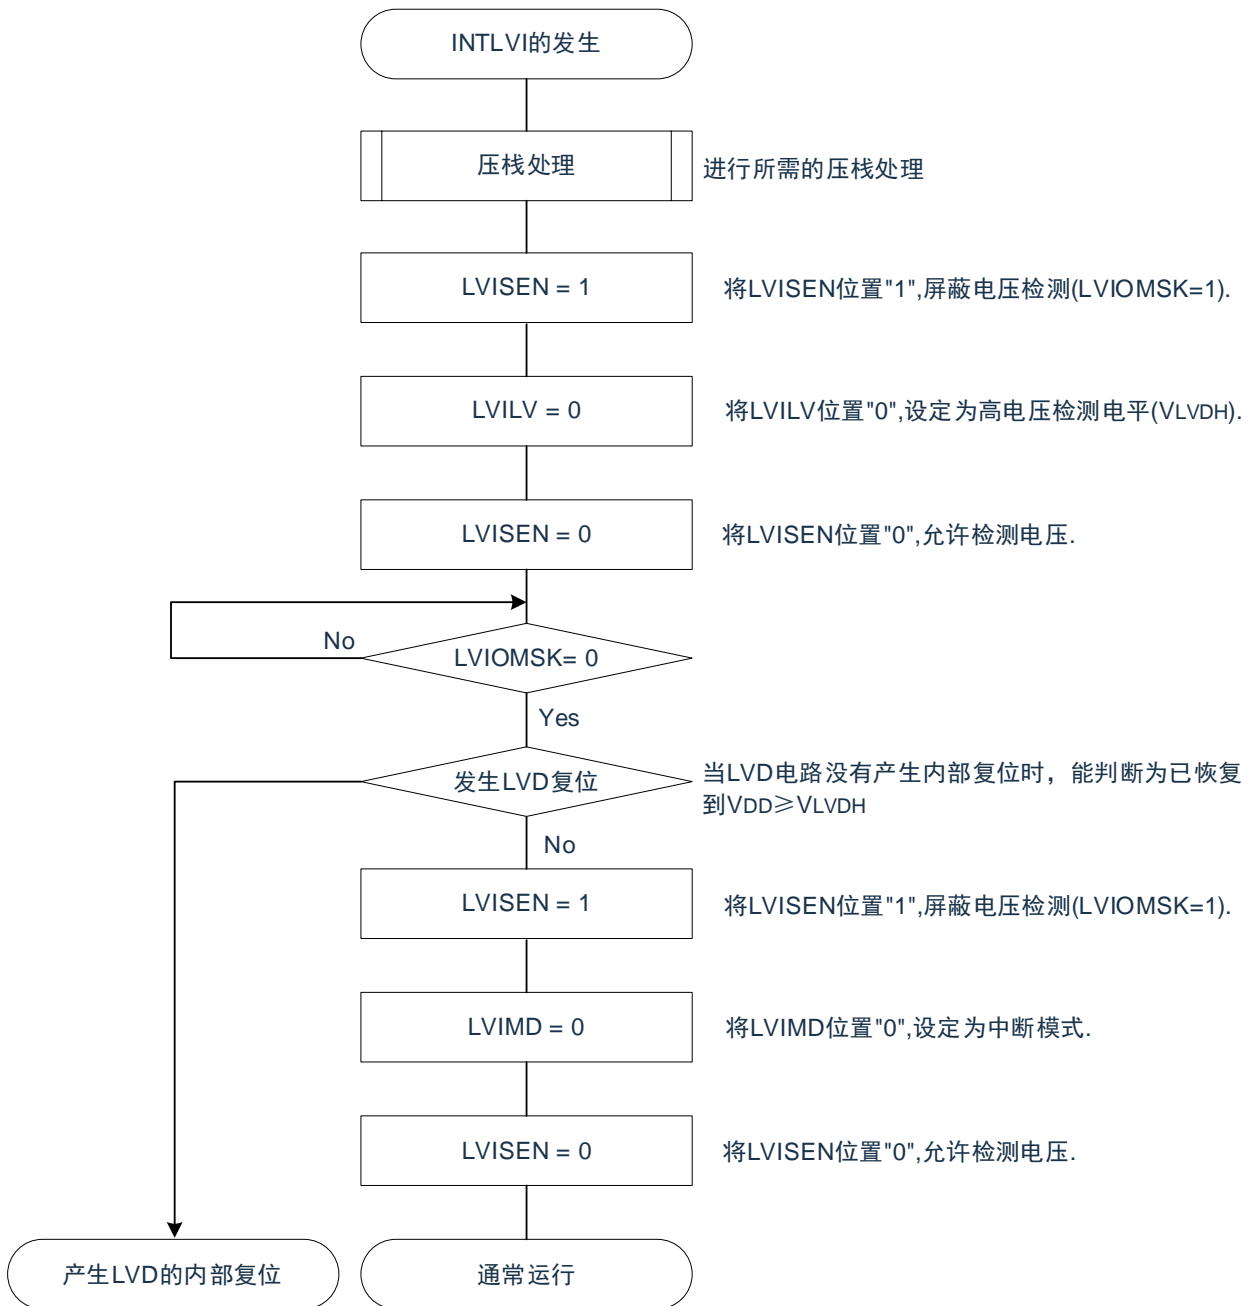 INTLVI的发生
压栈处理
进行所需的压栈处理
LVISEN = 1
将LVISEN位置"1",屏蔽电压检测(LVIOMSK=1).
LVILV = 0
将LVILV位置"0",设定为高电压检测电平(VLVDH).
LVISEN = 0
将LVISEN位置"0",允许检测电压.
No
LVIOMSK= 0
Yes
发生LVD复位
当LVD电路没有产生内部复位时，能判断为已恢复
到VDD≥VLVDH
No
LVISEN = 1
将LVISEN位置"1",屏蔽电压检测(LVIOMSK=1).
LVIMD = 0
将LVIMD位置"0",设定为中断模式.
LVISEN = 0
将LVISEN位置"0",允许检测电压.
产生LVD的内部复位
通常运行